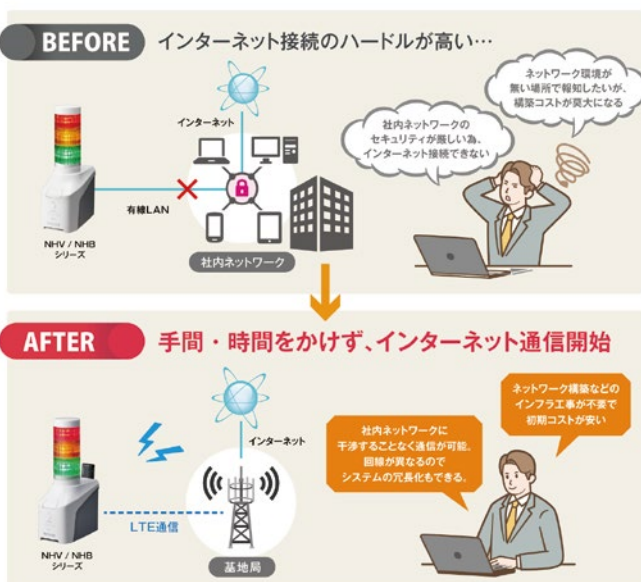 BEFORE
インターネット接続のハードルが高い…
ネットワーク環境が
無い場所で報知したいが、
構築コストが莫大になる
社内ネットワークの
セキュリティが厳しい為、
インターネット接続できない
インターネット
有線LAN
NHV / NHB
シリーズ
社内ネットワーク
AFTER
手間・時間をかけず、インターネット通信開始
ネットワーク構築などの
インフラ工事が不要で
初期コストが安い
社内ネットワークに
干渉することなく通信が可能。
回線が異なるので
システムの冗長化もできる。
インターネット
LTE通信
NHV / NHB
シリーズ
基地局